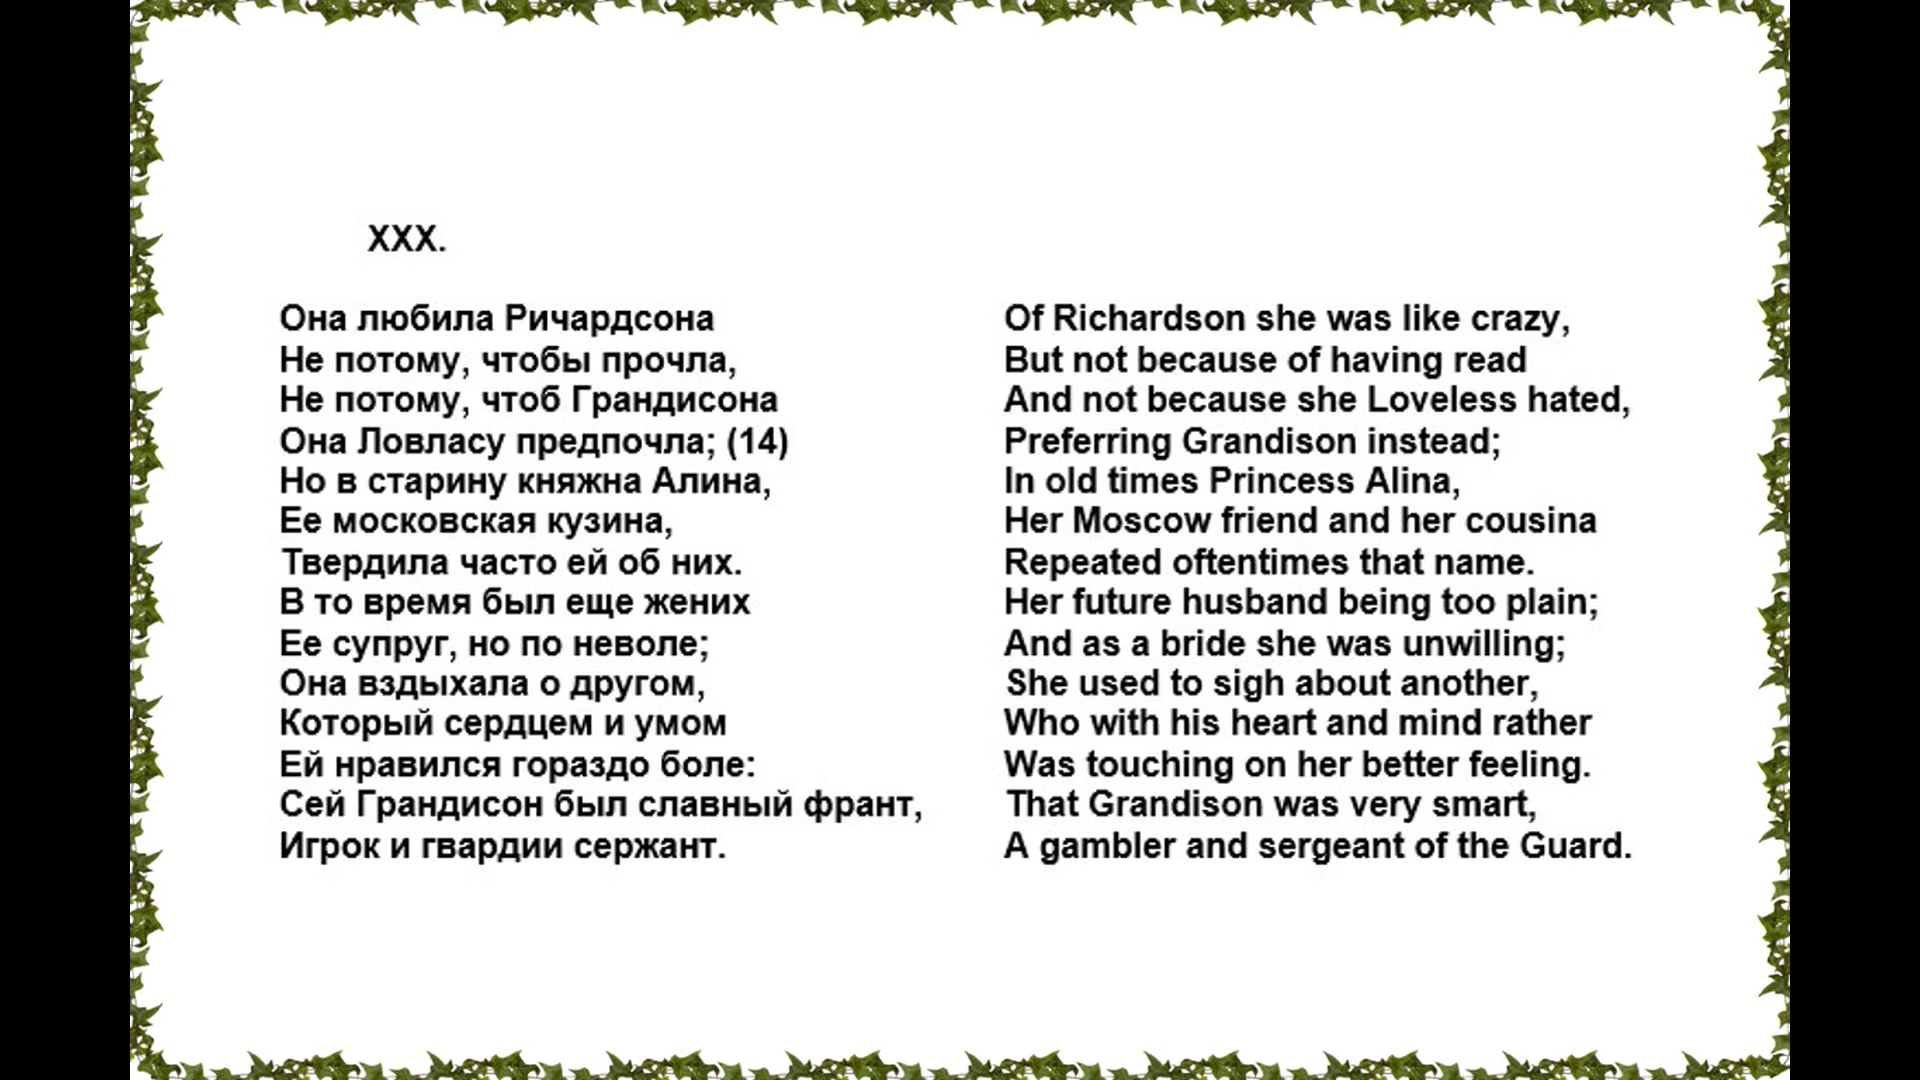 XXX.
Она любила Ричардсона
Не потому, чтобы прочла,
Не потому, чтоб Грандисона
Она Ловласу предпочла; (14)
Но в старину княжна Алина,
Ее московская кузина,
Твердила часто ей об них.
В то время был еще жених
Ее супруг, но по неволе;
Она вздыхала о другом,
Который сердцем и умом
Ей нравился гораздо боле:
Сей Грандисон был славный франт,
Игрок и гвардии сержант.
Of Richardson she was like crazy,
But not because of having read
And not because she Loveless hated,
Preferring Grandison instead;
In old times Princess Alina,
Her Moscow friend and her cousina
Repeated oftentimes that name.
Her future husband being too plain;
And as a bride she was unwilling;
She used to sigh about another,
Who with his heart and mind rather
Was touching on her better feeling.
That Grandison was very smart,
A gambler and sergeant of the Guard.